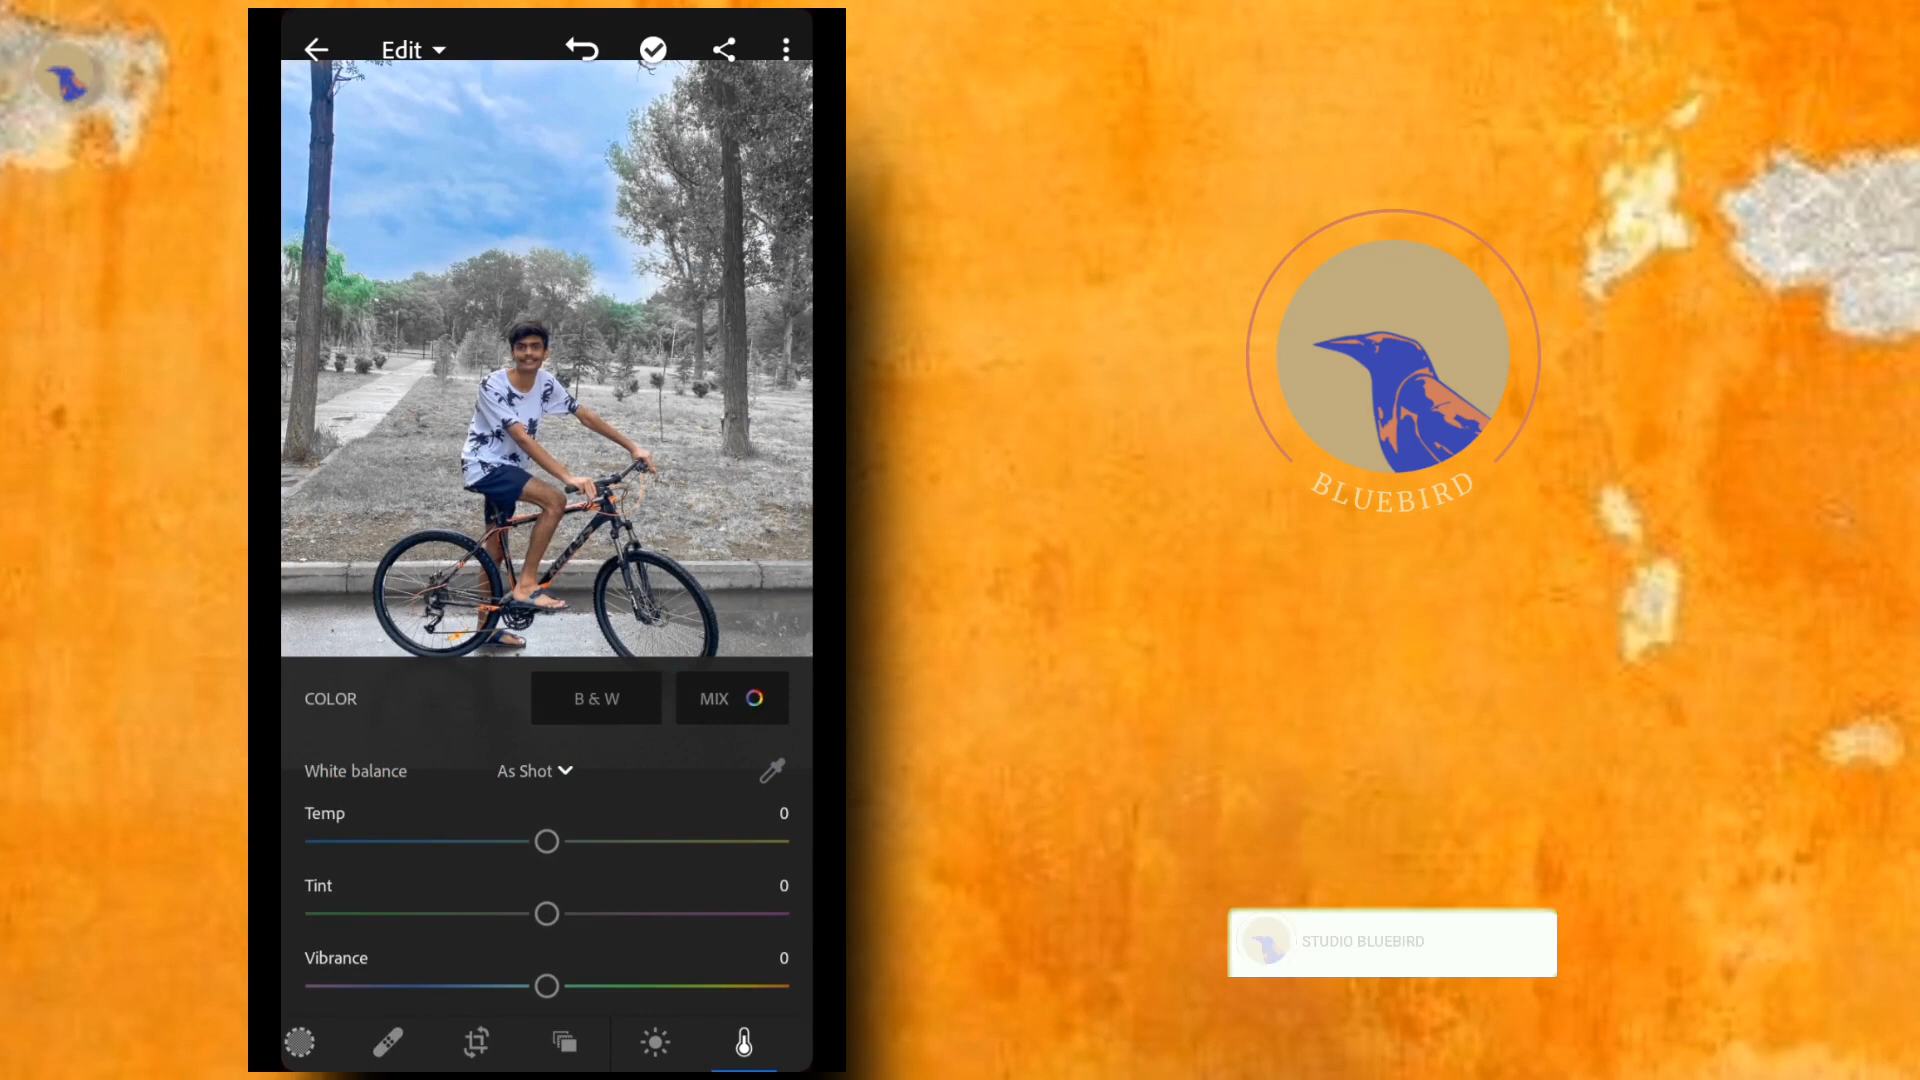 Edit
COLOR
B & W
MIX
White balance
As Shot
Temp
0
Tint
0
Vibrance
0
BLUEBIRD
STUDIO BLUEBIRD